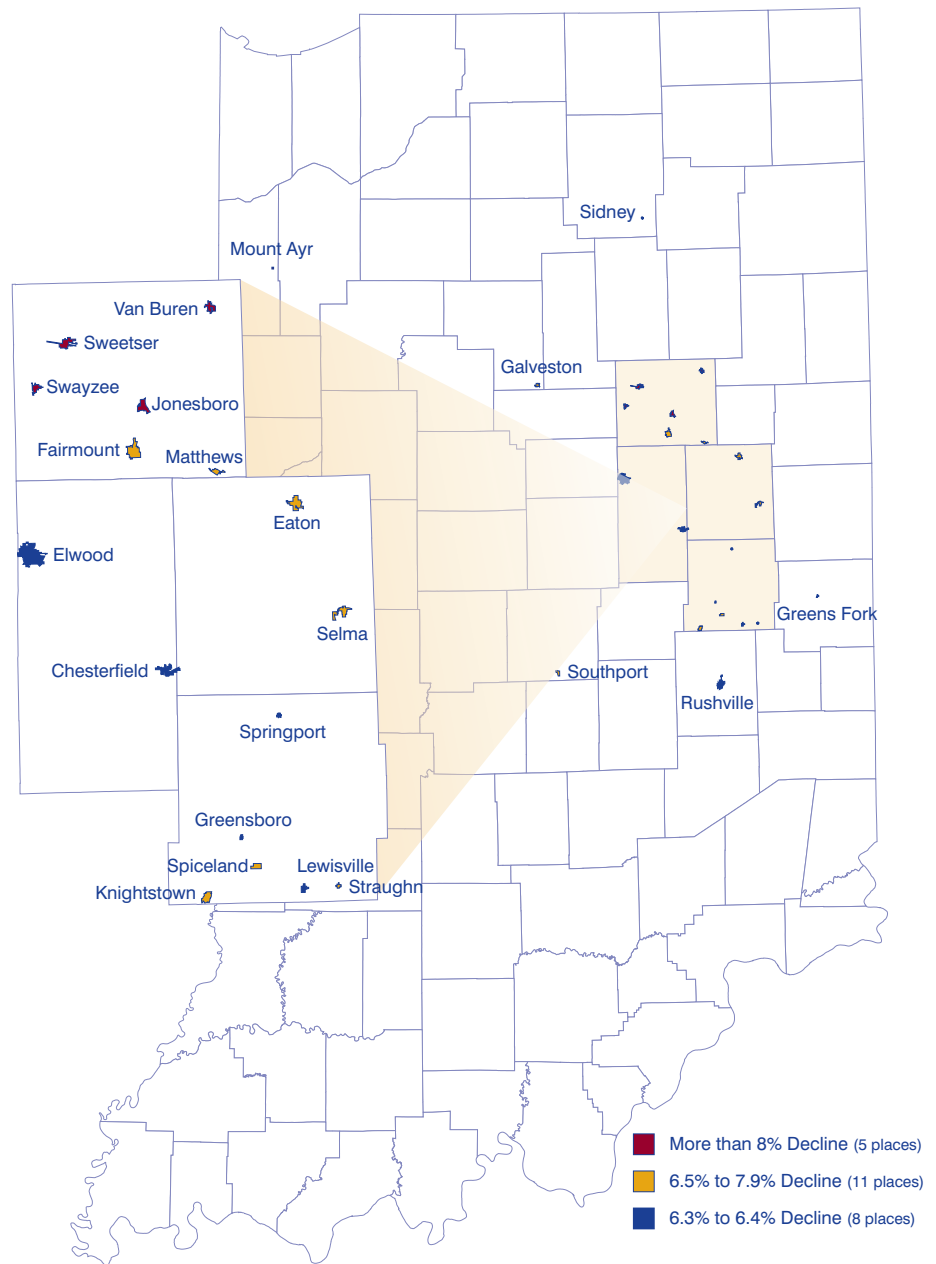 Sidney
Mount Ayr
Van Buren
Sweetser
Galveston
Swayzee
Jonesboro
Fairmount
Matthews
Eaton
Elwood
Selma
Greens Fork
Chesterfield
Southport
Rushville
Springport
Greensboro
Spiceland
Lewisville
Straughn
Knightstown
More than 8% Decline (5 places)
6.5% to 7.9% Decline (11 places)
6.3% to 6.4% Decline (8 places)